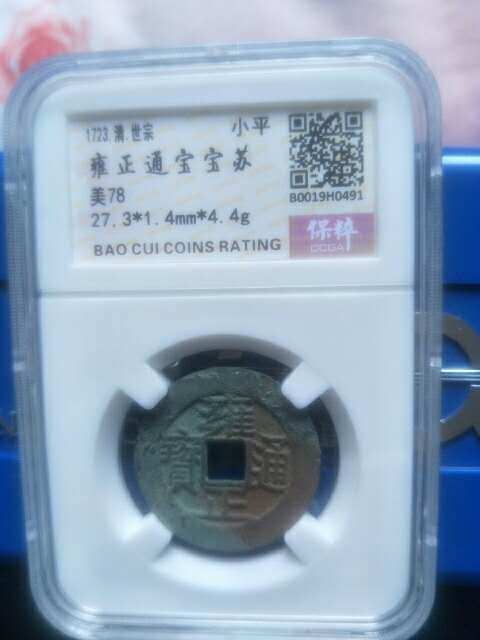 1723.清.世宗 小平
雍正通宝宝苏
美78
27.3*1.4mm*4.4g
B0019H0491
BAO CUI COINS RATING
保粹
CCGA
雍正通寳